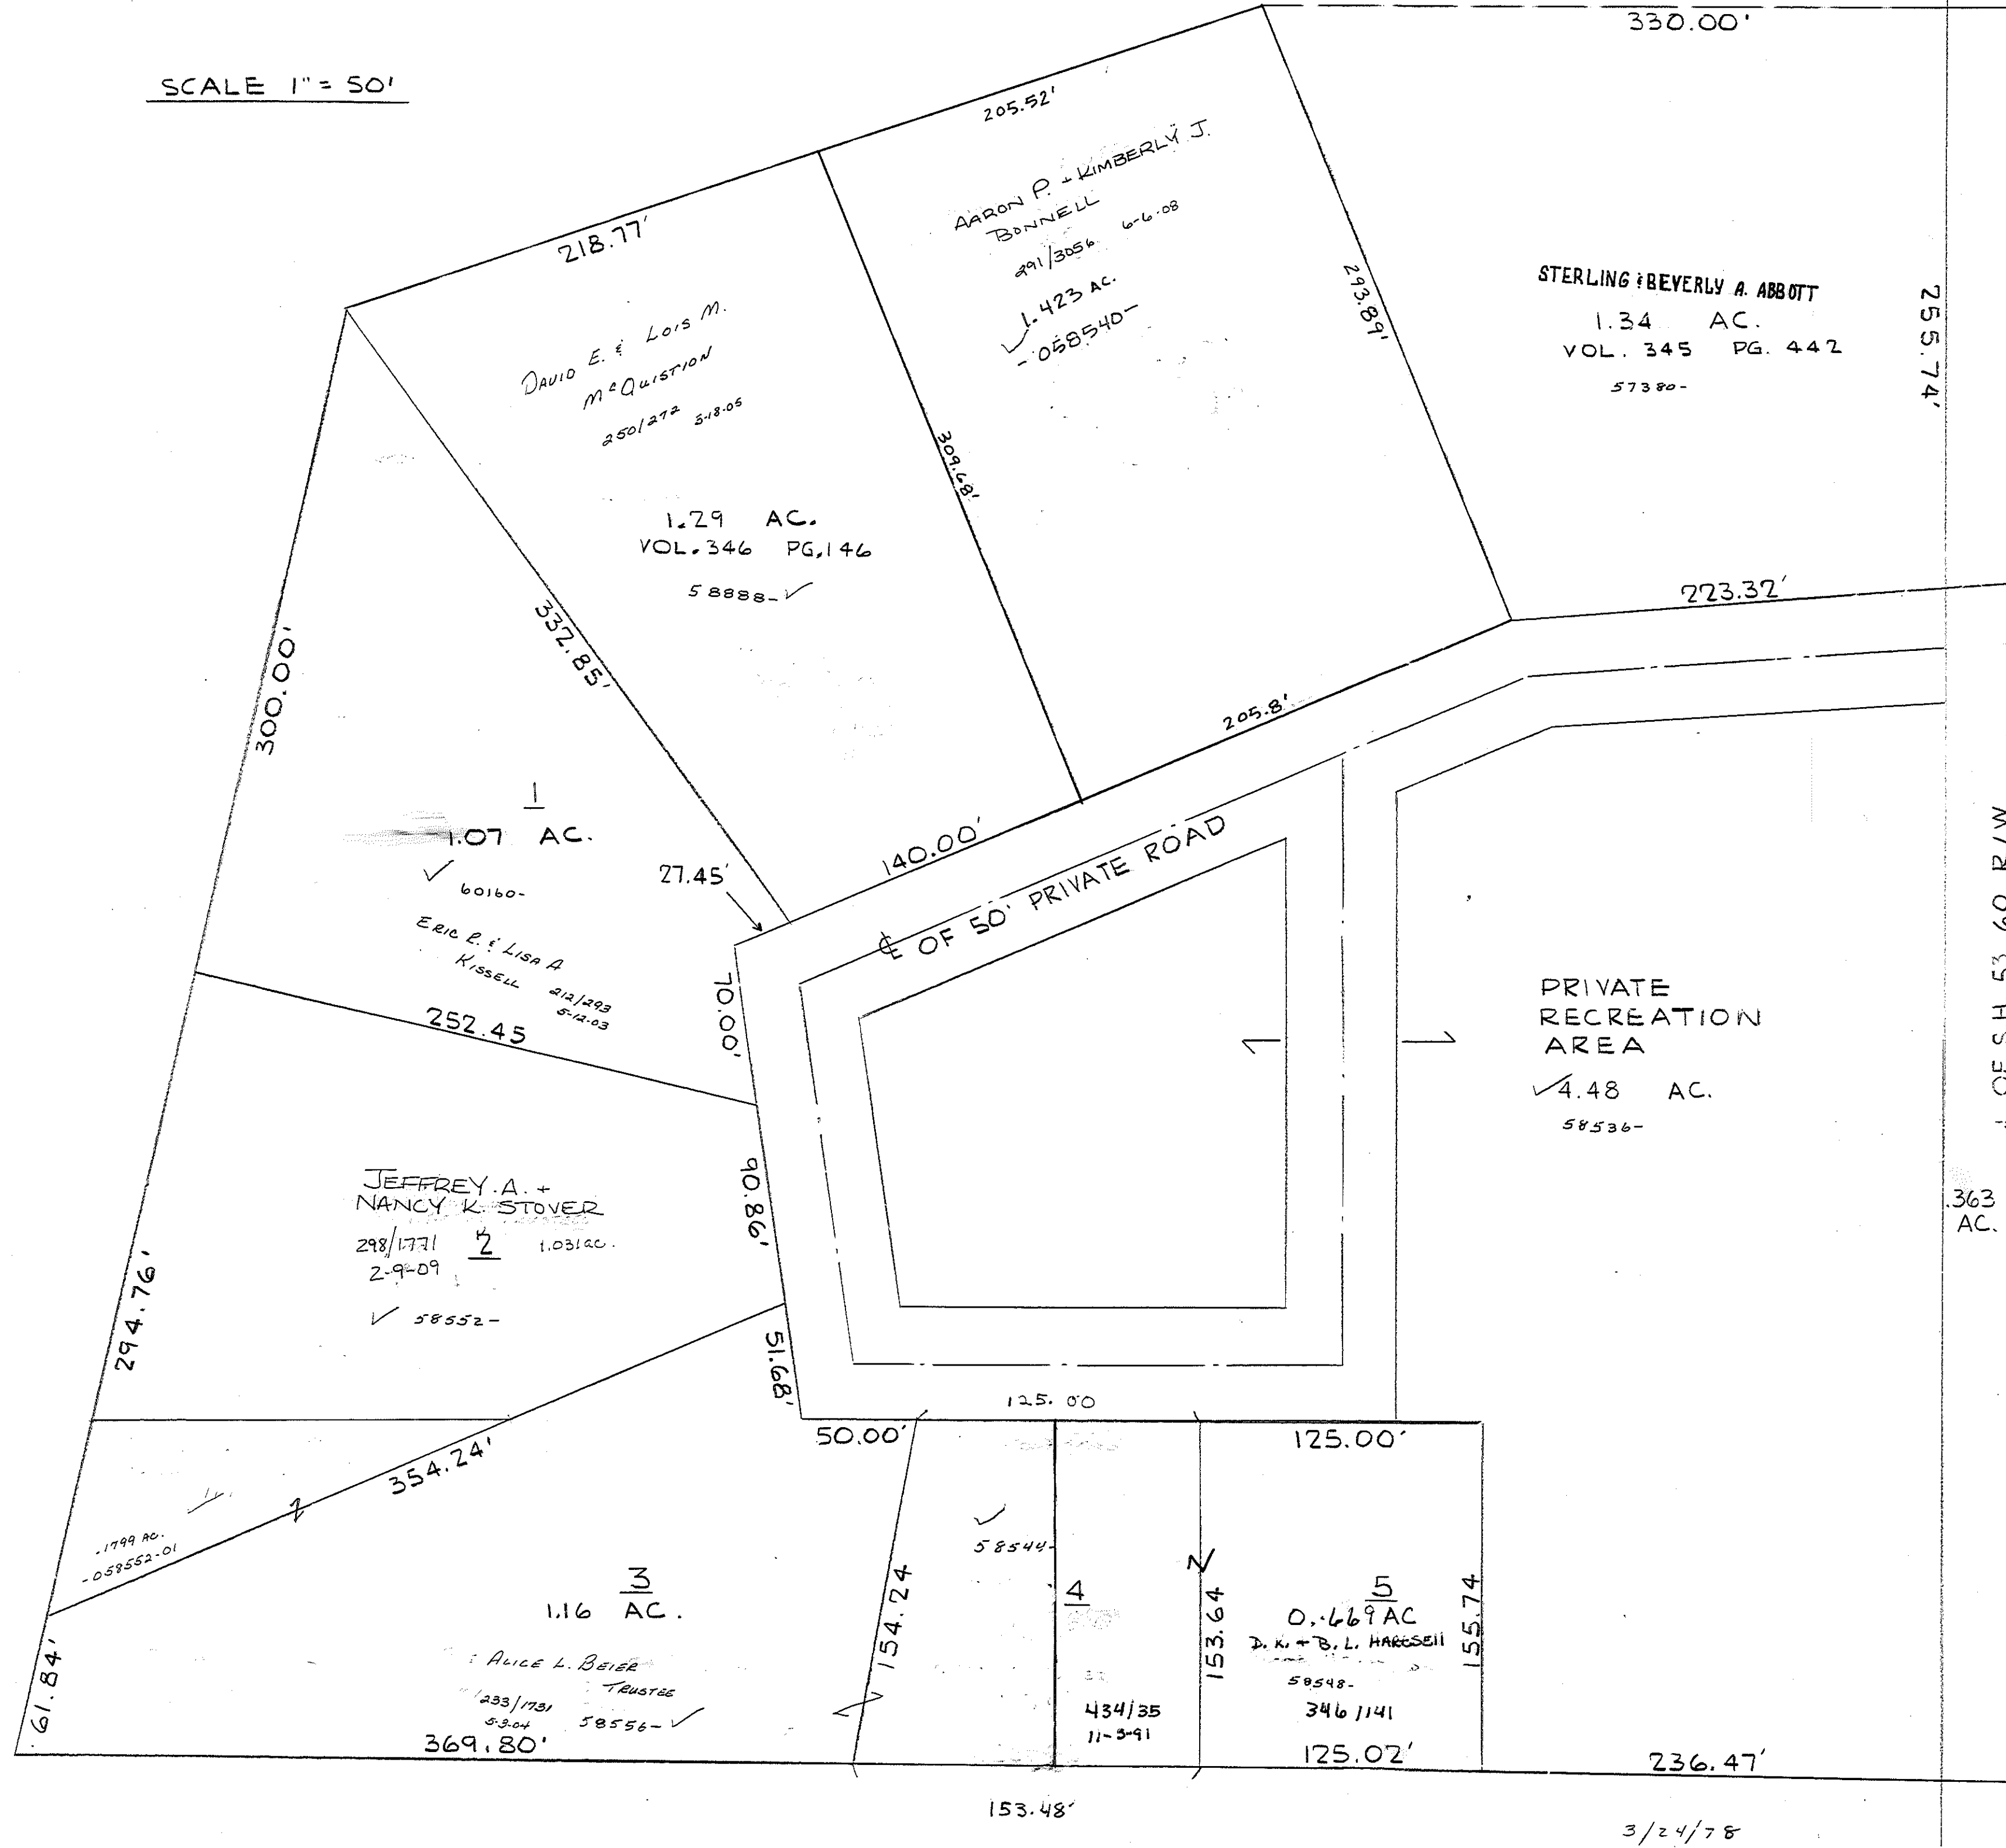 SCALE 1" = 50'
330.00'
205.52'
218.77'
AARON P. + KIMBERLY J.
BONNELL
291/3056 6-6-08
1.423 AC.
-058540-
293.89'
STERLING & BEVERLY A. ABBOTT
1.34 AC.
VOL. 345 PG. 442
57380-
255.74'
DAVID E. & LOIS M.
McQUISTION
250/272 5-18-05
1.29 AC.
VOL. 346 PG. 146
58888-
309.68'
332.85'
300.00'
223.32'
205.8'
140.00'
27.45'
℄ OF 50' PRIVATE ROAD
1
1.07 AC.
60160-
ERIC R. & LISA A
KISSELL 212/293
5-12-03
252.45
70.00'
PRIVATE
RECREATION
AREA
4.48 AC.
58536-
OF SH 539 R/W
.363
AC.
JEFFREY A. +
NANCY K. STOVER
298/1771 2 1.031ac.
2-9-09
58552-
90.86'
294.76'
51.68'
125.00
50.00'
125.00'
354.24'
.1799 AC.
-058552-01
3
1.16 AC.
ALICE L. BEIER
TRUSTEE
233/1731
5-3-04 58556-
61.84'
369.80'
154.24
58544-
4
434/35
11-5-91
153.64
5
0.669 AC
D. K. + B. L. HARTSELL
58548-
346/141
155.74
125.02'
236.47'
153.48'
3/24/78